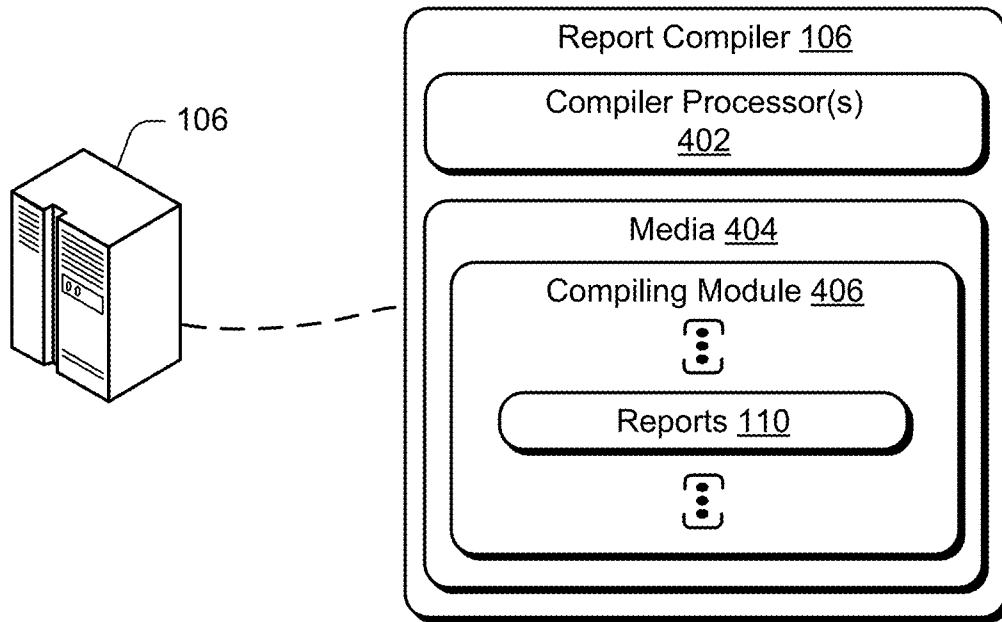 Report Compiler 106
Compiler Processor(s)
402
106
Media 404
Compiling Module 406
Reports 110